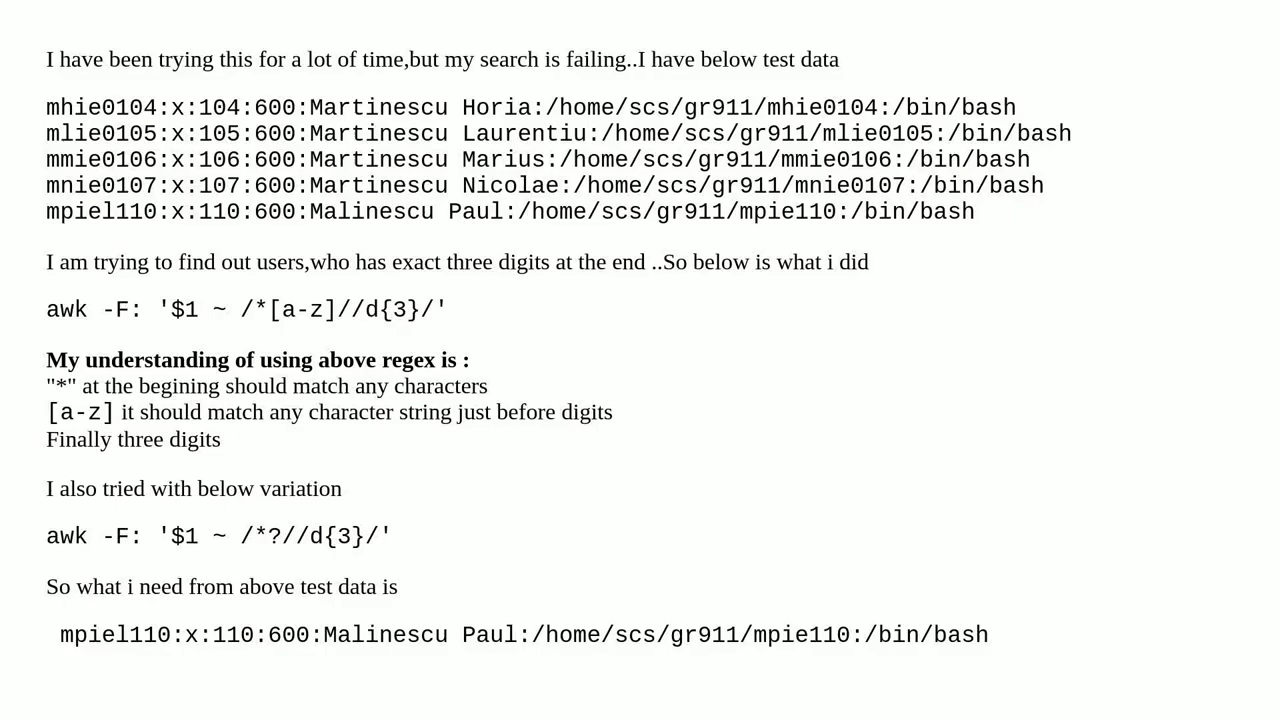 I have been trying this for a lot of time,but my search is failing..I have below test data
mhie0104:x:104:600:Martinescu Horia:/home/scs/gr911/mhie0104:/bin/bash
mlie0105:x:105:600:Martinescu Laurentiu:/home/scs/gr911/mlie0105:/bin/bash
mmie0106:x:106:600:Martinescu Marius:/home/scs/gr911/mmie0106:/bin/bash
mnie0107:x:107:600:Martinescu Nicolae:/home/scs/gr911/mnie0107:/bin/bash
mpiel110:x:110:600:Malinescu Paul:/home/scs/gr911/mpie110:/bin/bash
I am trying to find out users,who has exact three digits at the end ..So below is what i did
awk -F: '$1 ~ /*[a-z]//d{3}/'
My understanding of using above regex is :
"*" at the begining should match any characters
[a-z] it should match any character string just before digits
Finally three digits
I also tried with below variation
awk -F: '$1 ~ /*?//d{3}/'
So what i need from above test data is
mpiel110:x:110:600:Malinescu Paul:/home/scs/gr911/mpie110:/bin/bash